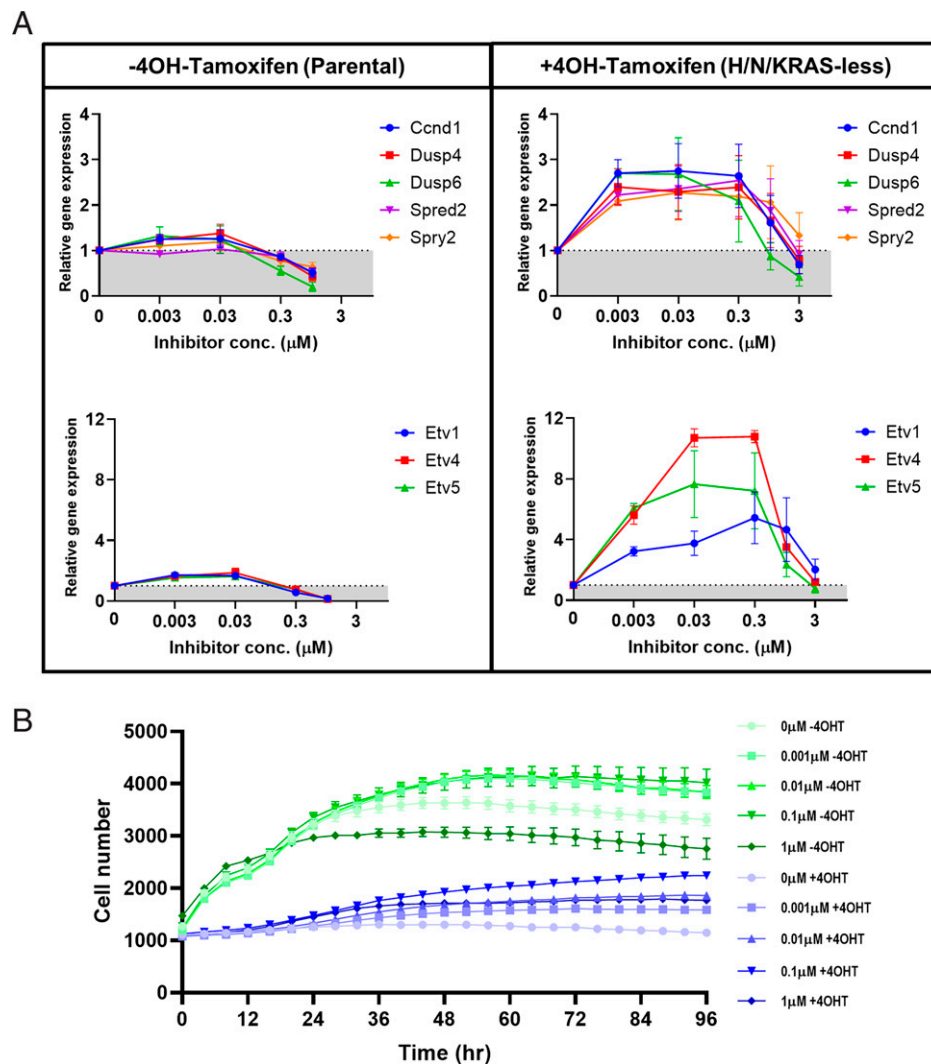 A
-4OH-Tamoxifen (Parental)
+4OH-Tamoxifen (H/N/KRAS-less)
Relative gene expression
4
3
2
1
0
0 0.003 0.03 0.3 3
Inhibitor conc. (µM)
Ccnd1
Dusp4
Dusp6
Spred2
Spry2
Relative gene expression
4
3
2
1
0
0 0.003 0.03 0.3 3
Inhibitor conc. (µM)
Ccnd1
Dusp4
Dusp6
Spred2
Spry2
Relative gene expression
12
8
4
0
0 0.003 0.03 0.3 3
Inhibitor conc. (µM)
Etv1
Etv4
Etv5
Relative gene expression
12
8
4
0
0 0.003 0.03 0.3 3
Inhibitor conc. (µM)
Etv1
Etv4
Etv5
B
Cell number
5000
4000
3000
2000
1000
0
0 12 24 36 48 60 72 84 96
Time (hr)
0µM -4OHT
0.001µM -4OHT
0.01µM -4OHT
0.1µM -4OHT
1µM -4OHT
0µM +4OHT
0.001µM +4OHT
0.01µM +4OHT
0.1µM +4OHT
1µM +4OHT